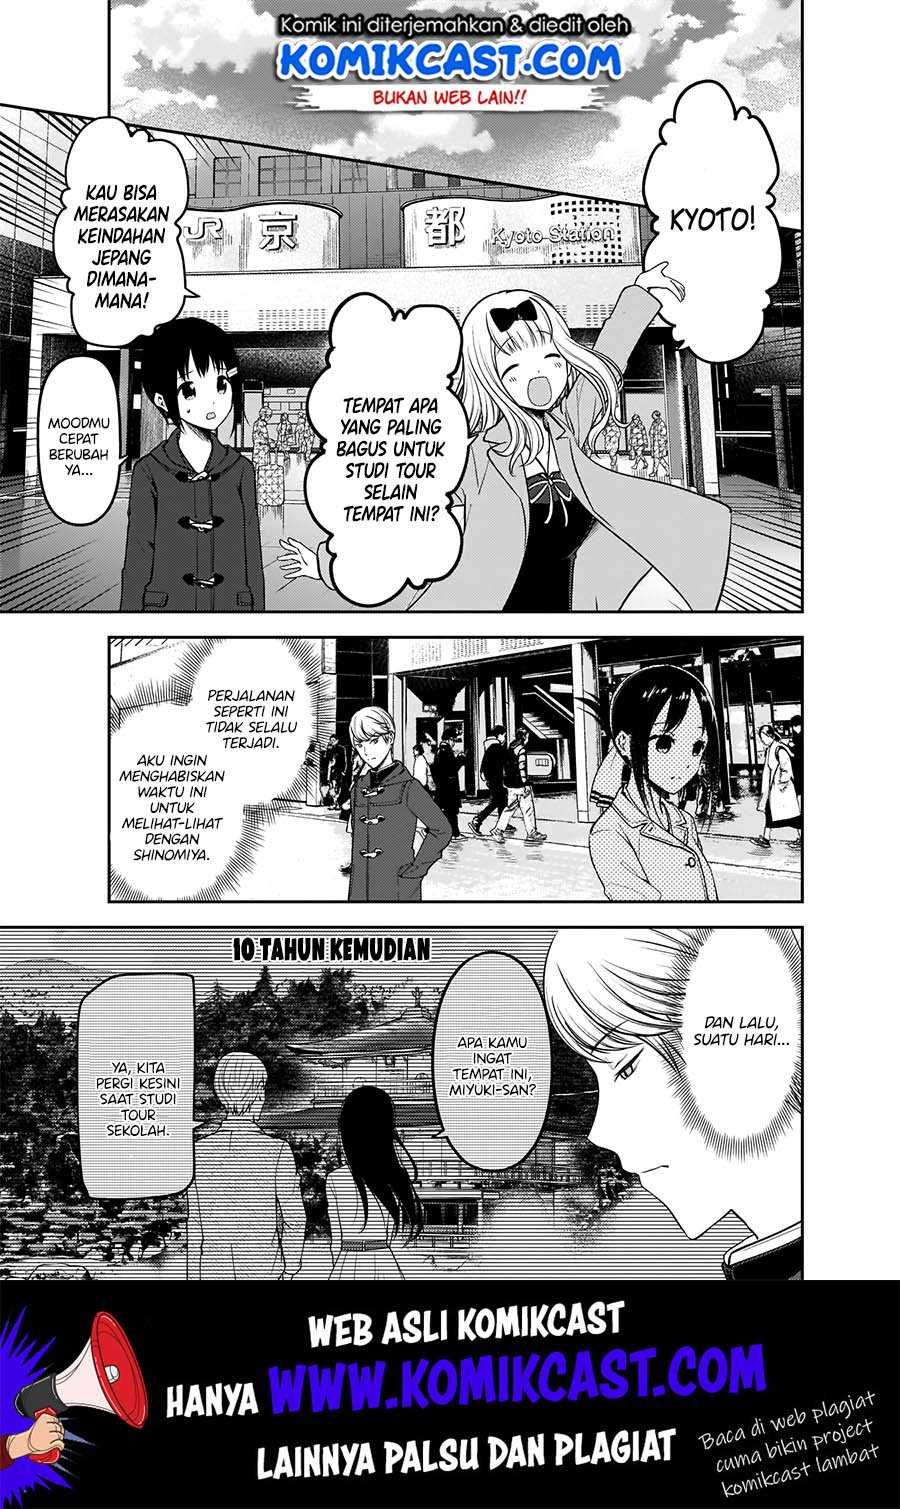 Komik ini diterjemahkan & diedit oleh
KOMIKCAST.COM
BUKAN WEB LAIN!!
KYOTO!
KAU BISA
MERASAKAN
KEINDAHAN
JEPANG
DIMANA-
MANA!
JR 京都 Kyoto Station
TEMPAT APA
YANG PALING
BAGUS UNTUK
STUDI TOUR
SELAIN
TEMPAT INI?
MOODMU
CEPAT
BERUBAH
YA...
PERJALANAN
SEPERTI INI
TIDAK SELALU
TERJADI.
AKU INGIN
MENGHABISKAN
WAKTU INI
UNTUK
MELIHAT-LIHAT
DENGAN
SHINOMIYA.
DAN LALU,
SUATU HARI...
10 TAHUN KEMUDIAN
APA KAMU
INGAT
TEMPAT INI,
MIYUKI-SAN?
YA, KITA
PERGI KESINI
SAAT STUDI
TOUR
SEKOLAH.
WEB ASLI KOMIKCAST
HANYA WWW.KOMIKCAST.COM
LAINNYA PALSU DAN PLAGIAT
Baca di web plagiat
cuma bikin project
komikcast lambat